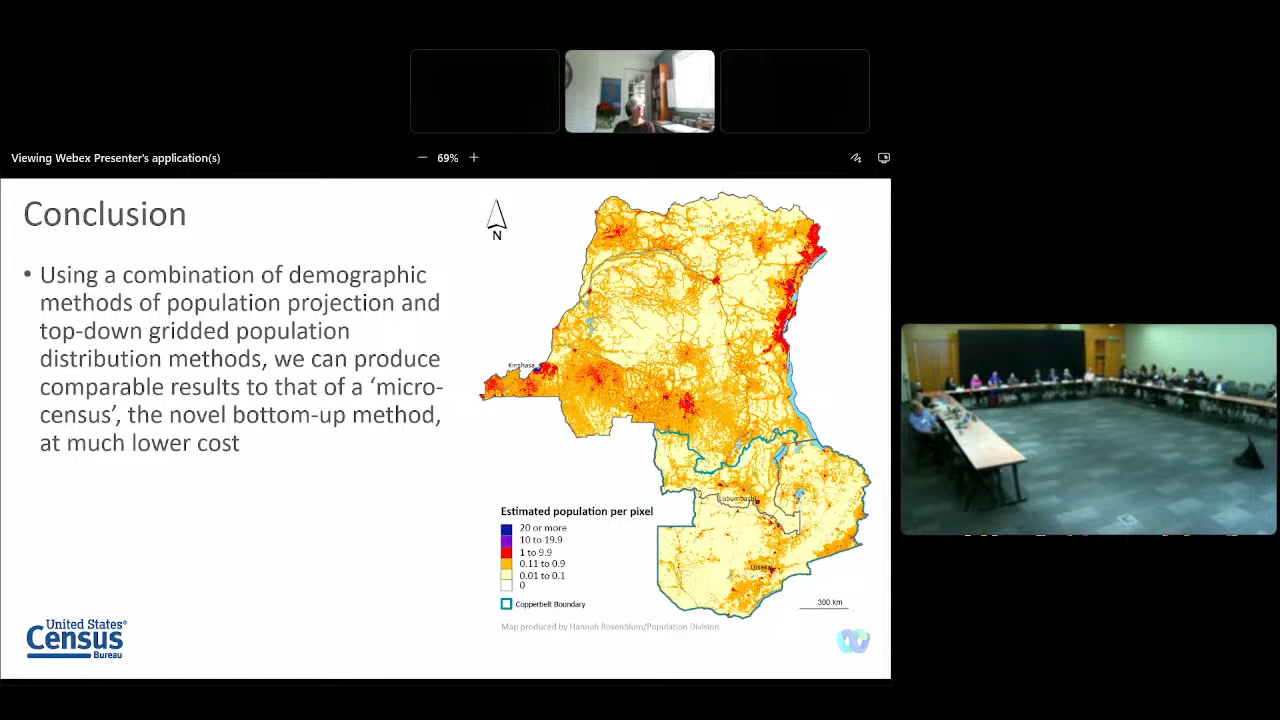 Viewing Webex Presenter's application(s)
69%
Conclusion
• Using a combination of demographic
methods of population projection and
top-down gridded population
distribution methods, we can produce
comparable results to that of a ‘micro-
census’, the novel bottom-up method,
at much lower cost
N
Kinshasa
Lubumbashi
Lusaka
Estimated population per pixel
20 or more
10 to 19.9
1 to 9.9
0.11 to 0.9
0.01 to 0.1
0
Copperbelt Boundary
300 km
Map produced by Hannah Rosenblum/Population Division
United States®
Census
Bureau